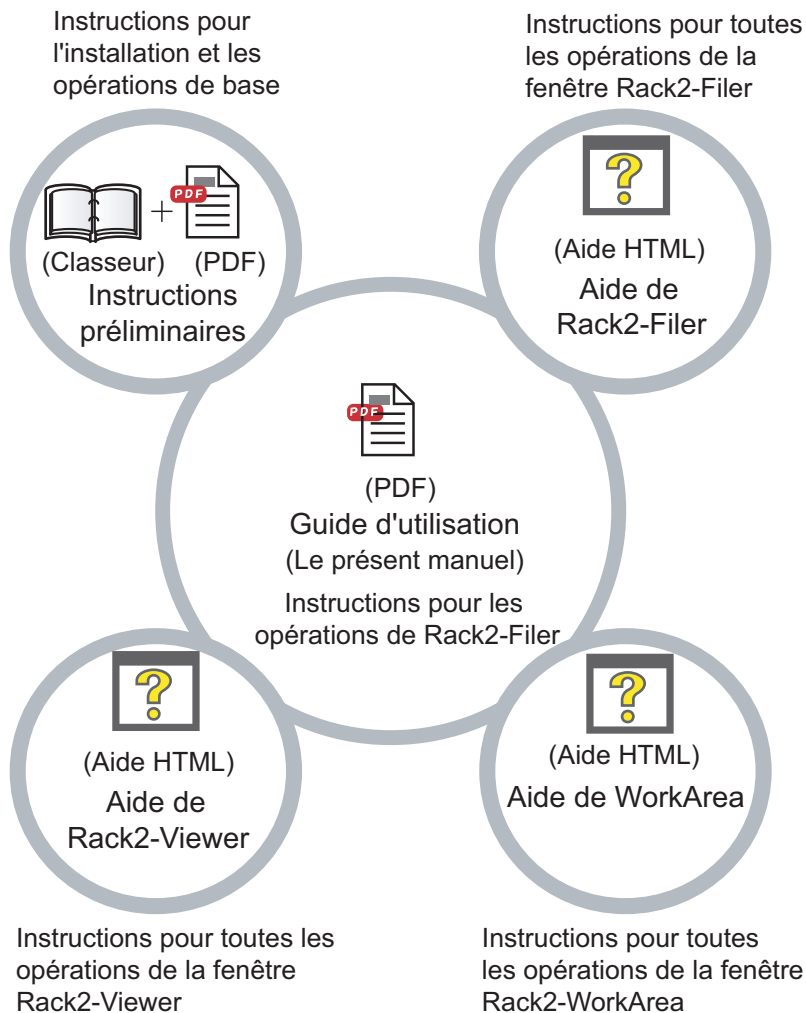 Instructions pour
l'installation et les
opérations de base
Instructions pour toutes
les opérations de la
fenêtre Rack2-Filer
PDF
+
(Classeur) (PDF)
Instructions
préliminaires
?
(Aide HTML)
Aide de
Rack2-Filer
PDF
(PDF)
Guide d'utilisation
(Le présent manuel)
Instructions pour les
opérations de Rack2-Filer
?
(Aide HTML)
Aide de
Rack2-Viewer
?
(Aide HTML)
Aide de WorkArea
Instructions pour toutes les
opérations de la fenêtre
Rack2-Viewer
Instructions pour toutes
les opérations de la fenêtre
Rack2-WorkArea